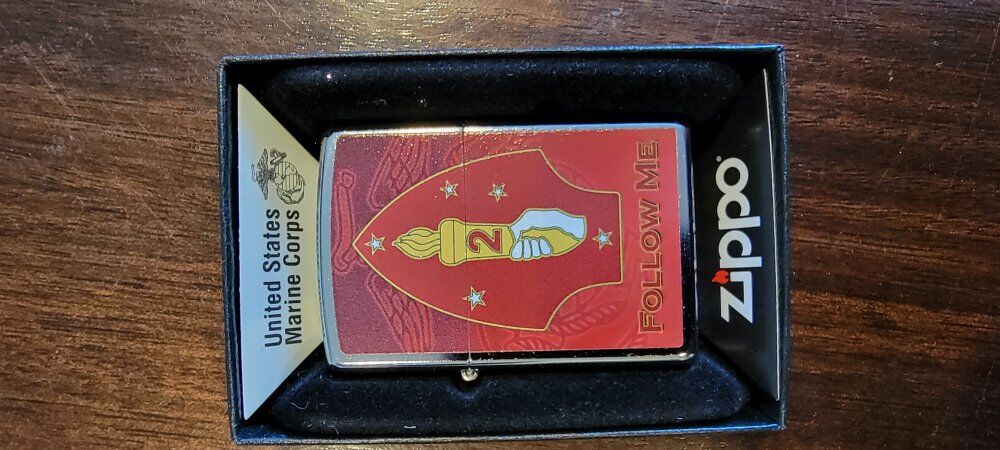 United States
Marine Corps
2
FOLLOW ME
zippo